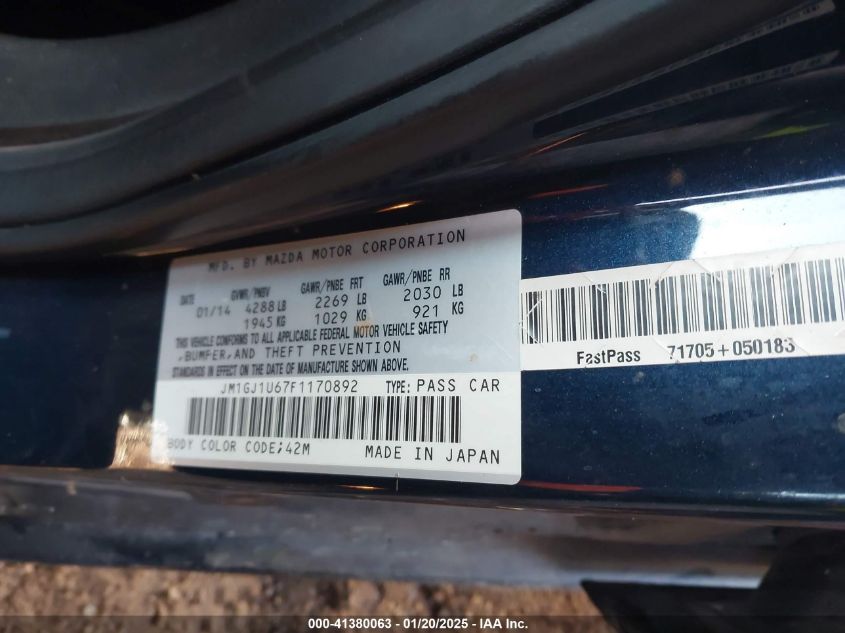 MFD. BY MAZDA MOTOR CORPORATION
DATE GVWR/PNBV GAWR/PNBE FRT GAWR/PNBE RR
01/14 4288 LB 2269 LB 2030 LB
1945 KG 1029 KG 921 KG
THIS VEHICLE CONFORMS TO ALL APPLICABLE FEDERAL MOTOR VEHICLE SAFETY
,BUMPER,AND THEFT PREVENTION
STANDARDS IN EFFECT ON THE DATE OF MANUFACTURE SHOWN ABOVE.
JM1GJ1U67F1170892 TYPE: PASS CAR
BODY COLOR CODE;42M MADE IN JAPAN
FastPass 71705+050183
000-41380063 - 01/20/2025 - IAA Inc.